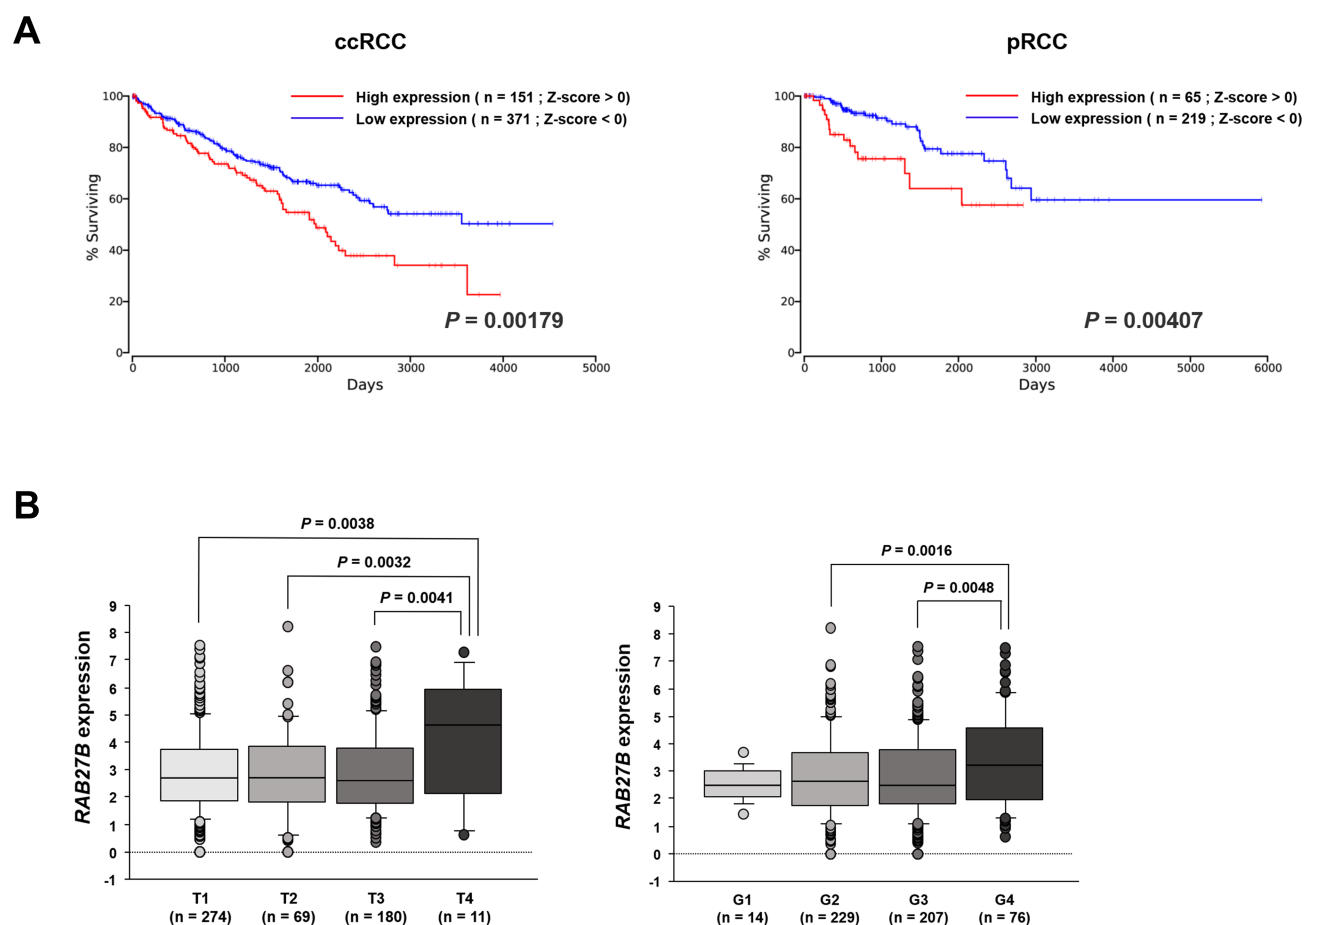 A
ccRCC
pRCC
High expression ( n = 151 ; Z-score > 0)
Low expression ( n = 371 ; Z-score < 0)
100
80
60
40
20
0
% Surviving
P = 0.00179
0 1000 2000 3000 4000 5000
Days
High expression ( n = 65 ; Z-score > 0)
Low expression ( n = 219 ; Z-score < 0)
100
80
60
40
20
0
% Surviving
P = 0.00407
0 1000 2000 3000 4000 5000 6000
Days
B
P = 0.0038
P = 0.0032
P = 0.0041
9
8
7
6
5
4
3
2
1
0
-1
RAB27B expression
T1 T2 T3 T4
(n = 274) (n = 69) (n = 180) (n = 11)
P = 0.0016
P = 0.0048
9
8
7
6
5
4
3
2
1
0
-1
RAB27B expression
G1 G2 G3 G4
(n = 14) (n = 229) (n = 207) (n = 76)